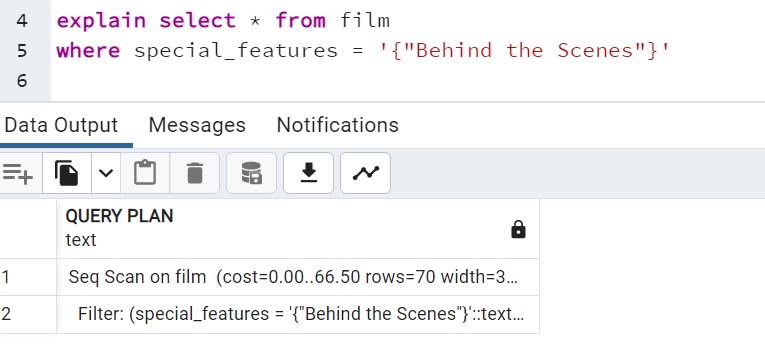 4 explain select * from film
5 where special_features = '{"Behind the Scenes"}'
6
Data Output Messages Notifications
QUERY PLAN
text
1 Seq Scan on film (cost=0.00..66.50 rows=70 width=3...
2 Filter: (special_features = '{"Behind the Scenes"}'::text...